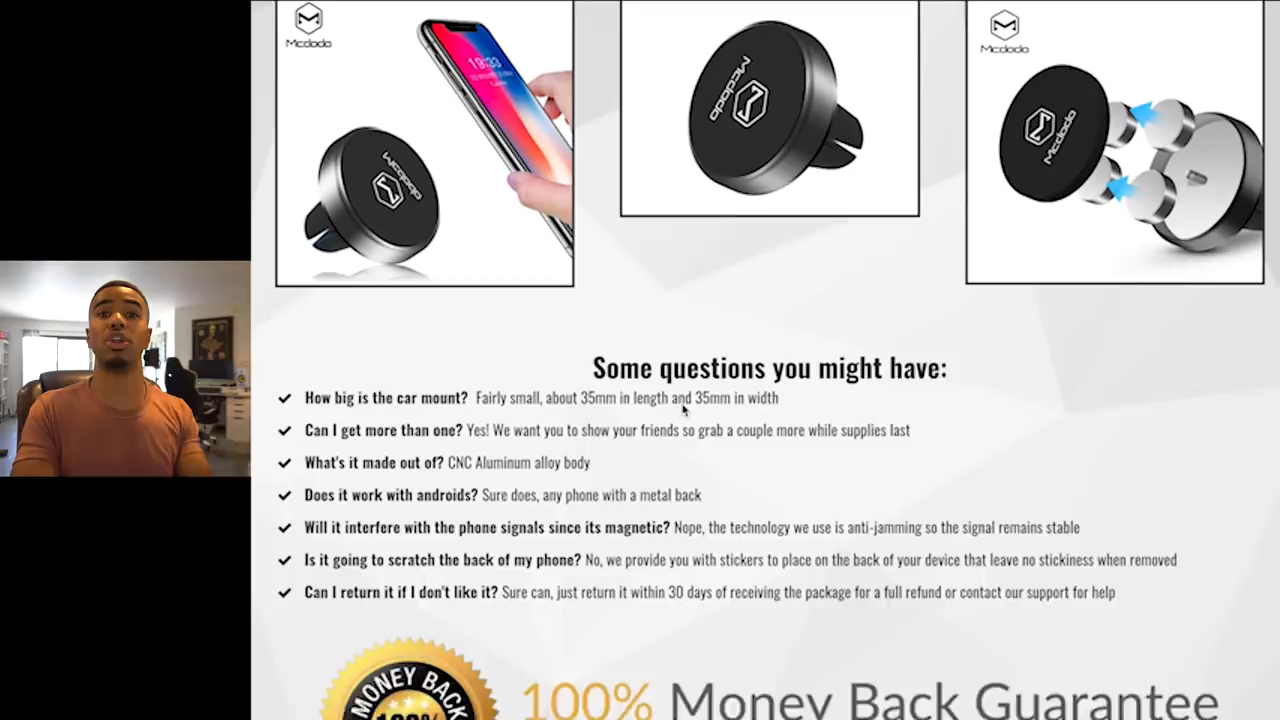 Mcdodo
19:33
Mcdodo
Mcdodo
Mcdodo
Mcdodo
Some questions you might have:
How big is the car mount? Fairly small, about 35mm in length and 35mm in width
Can I get more than one? Yes! We want you to show your friends so grab a couple more while supplies last
What's it made out of? CNC Aluminum alloy body
Does it work with androids? Sure does, any phone with a metal back
Will it interfere with the phone signals since its magnetic? Nope, the technology we use is anti-jamming so the signal remains stable
Is it going to scratch the back of my phone? No, we provide you with stickers to place on the back of your device that leave no stickiness when removed
Can I return it if I don't like it? Sure can, just return it within 30 days of receiving the package for a full refund or contact our support for help
MONEY BACK
100%
100% Money Back Guarantee